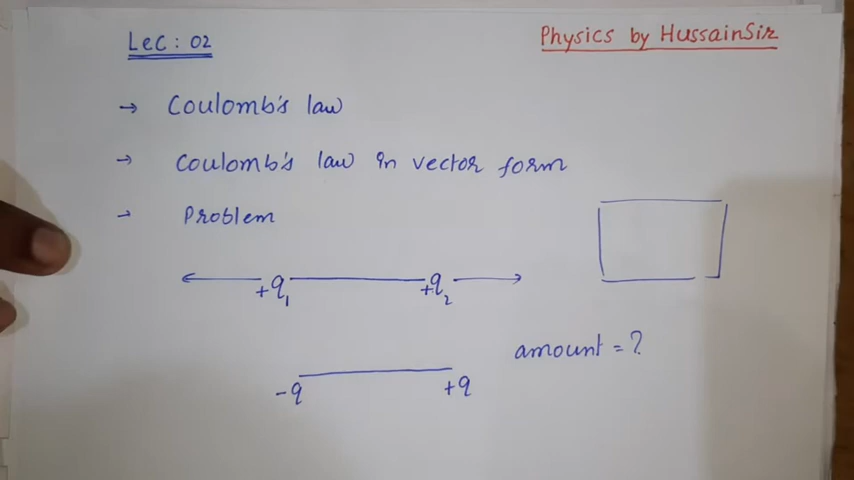 Lec: 02
Physics by HussainSir
→ Coulomb's law
→ Coulomb's law in vector form
→ Problem
+q₁ +q₂
amount = ?
-q +q